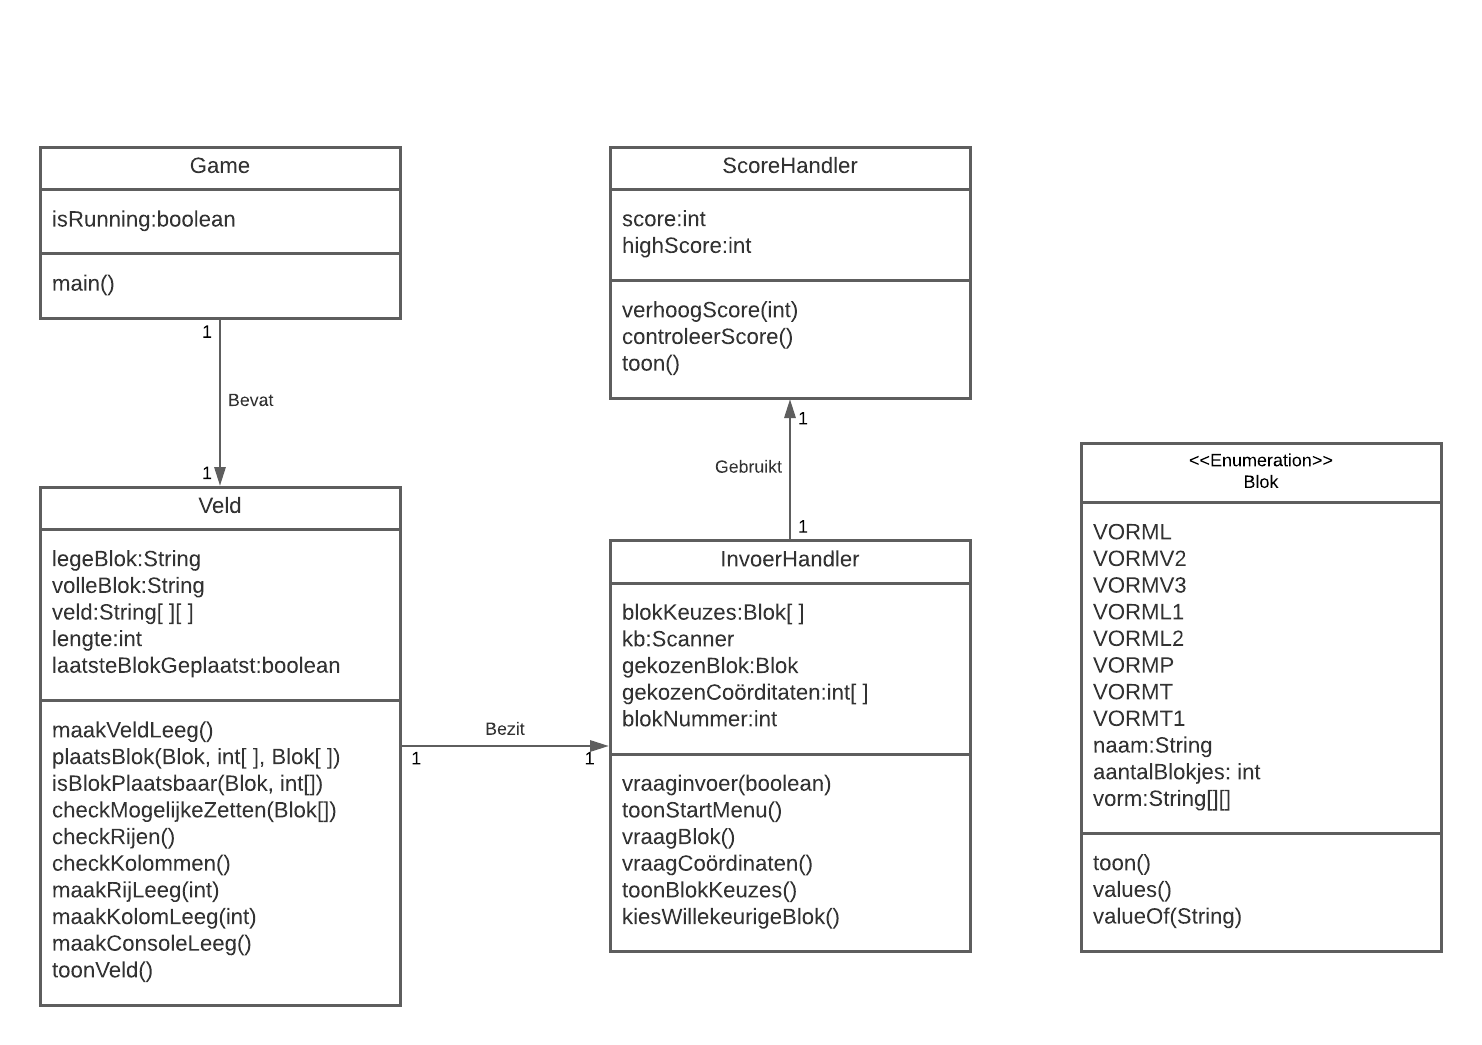 Game
isRunning:boolean
main()
1
Bevat
1
Veld
legeBlok:String
volleBlok:String
veld:String[ ][ ]
lengte:int
laatsteBlokGeplaatst:boolean
maakVeldLeeg()
plaatsBlok(Blok, int[ ], Blok[ ])
isBlokPlaatsbaar(Blok, int[])
checkMogelijkeZetten(Blok[])
checkRijen()
checkKolommen()
maakRijLeeg(int)
maakKolomLeeg(int)
maakConsoleLeeg()
toonVeld()
Bezit
1
1
ScoreHandler
score:int
highScore:int
verhoogScore(int)
controleerScore()
toon()
1
Gebruikt
1
InvoerHandler
blokKeuzes:Blok[ ]
kb:Scanner
gekozenBlok:Blok
gekozenCoörditaten:int[ ]
blokNummer:int
vraaginvoer(boolean)
toonStartMenu()
vraagBlok()
vraagCoördinaten()
toonBlokKeuzes()
kiesWillekeurigeBlok()
<<Enumeration>>
Blok
VORML
VORMV2
VORMV3
VORML1
VORML2
VORMP
VORMT
VORMT1
naam:String
aantalBlokjes: int
vorm:String[][]
toon()
values()
valueOf(String)